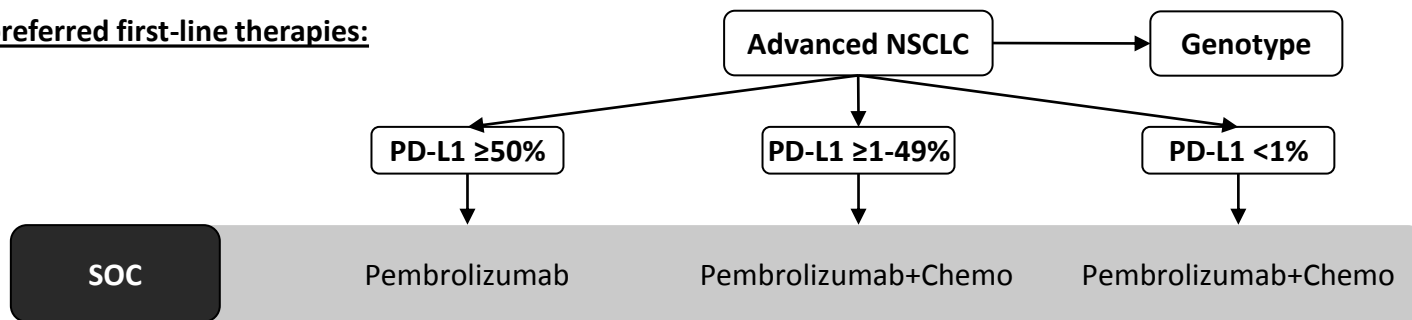 preferred first-line therapies:
Advanced NSCLC
Genotype
PD-L1 ≥50%
PD-L1 ≥1-49%
PD-L1 <1%
SOC
Pembrolizumab
Pembrolizumab+Chemo
Pembrolizumab+Chemo